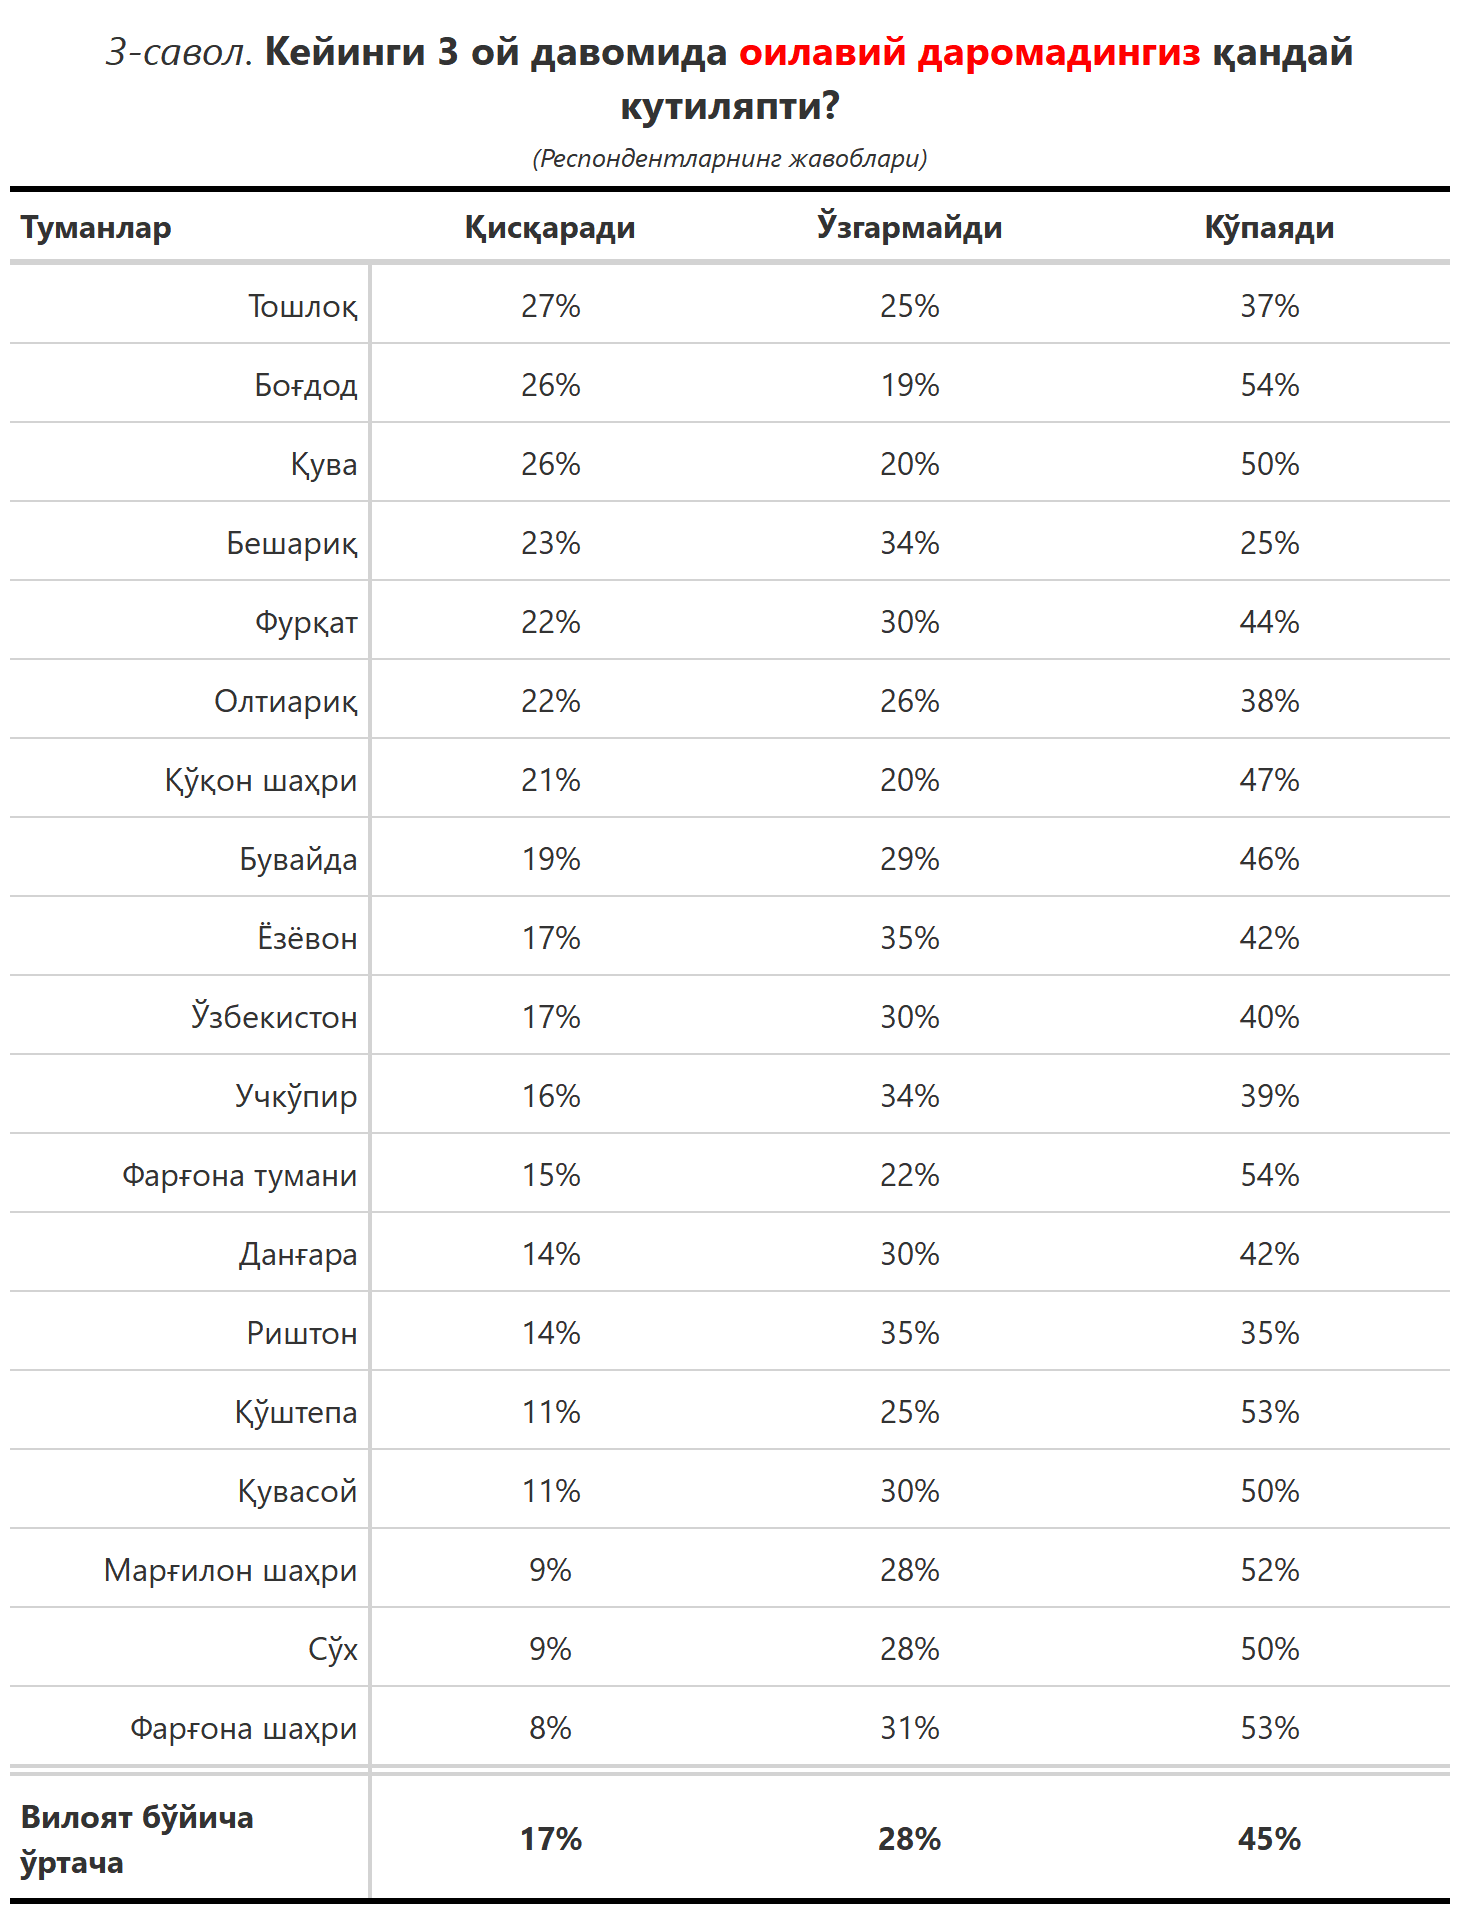 3-савол. Кейинги 3 ой давомида оилавий даромадингиз қандай
кутиляпти?
(Респондентларнинг жавоблари)
Туманлар Қисқаради Ўзгармайди Кўпаяди
Тошлоқ 27% 25% 37%
Боғдод 26% 19% 54%
Қува 26% 20% 50%
Бешариқ 23% 34% 25%
Фурқат 22% 30% 44%
Олтиариқ 22% 26% 38%
Қўқон шаҳри 21% 20% 47%
Бувайда 19% 29% 46%
Ёзёвон 17% 35% 42%
Ўзбекистон 17% 30% 40%
Учкўпир 16% 34% 39%
Фарғона тумани 15% 22% 54%
Данғара 14% 30% 42%
Риштон 14% 35% 35%
Қўштепа 11% 25% 53%
Қувасой 11% 30% 50%
Марғилон шаҳри 9% 28% 52%
Сўх 9% 28% 50%
Фарғона шаҳри 8% 31% 53%
Вилоят бўйича
ўртача 17% 28% 45%